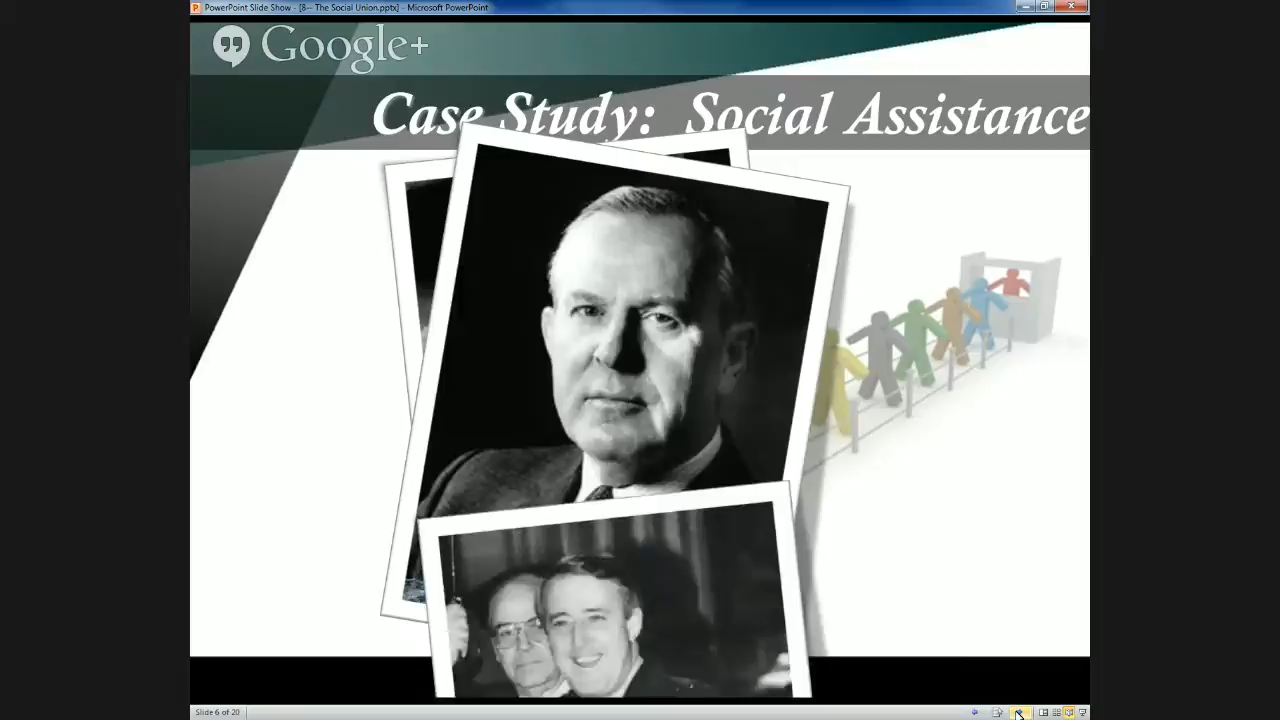 PowerPoint Slide Show - [8-- The Social Union.pptx] - Microsoft PowerPoint
Google+
Case Study: Social Assistance
Slide 6 of 20